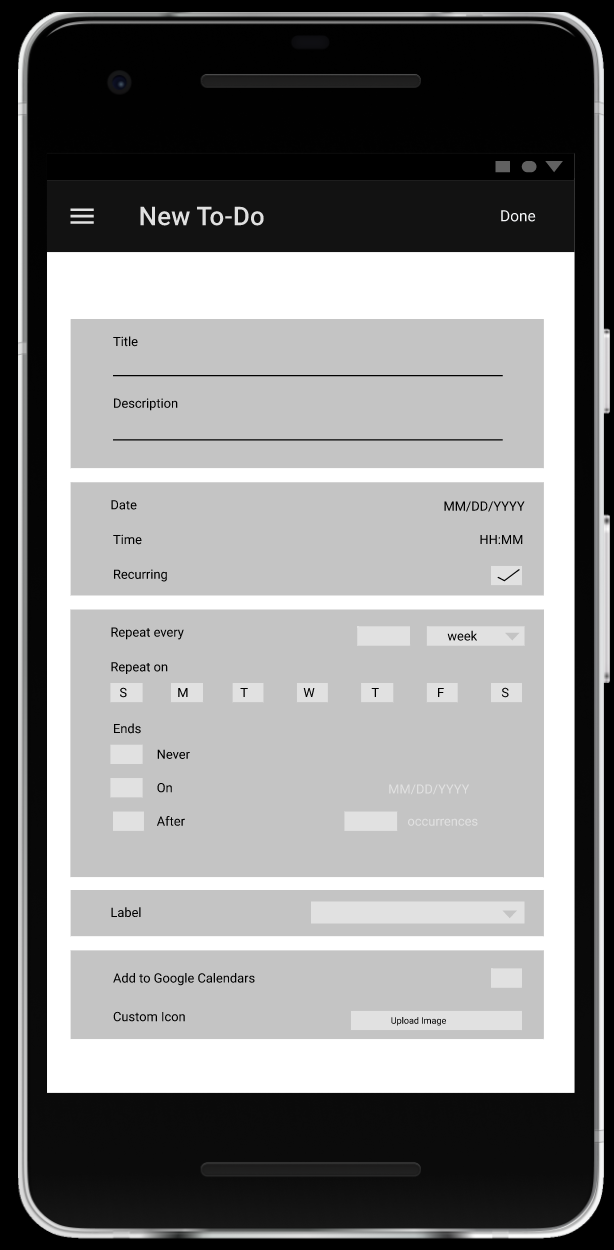 New To-Do Done
Title
Description
Date MM/DD/YYYY
Time HH:MM
Recurring
Repeat every week
Repeat on
S M T W T F S
Ends
Never
On MM/DD/YYYY
After occurrences
Label
Add to Google Calendars
Custom Icon Upload Image